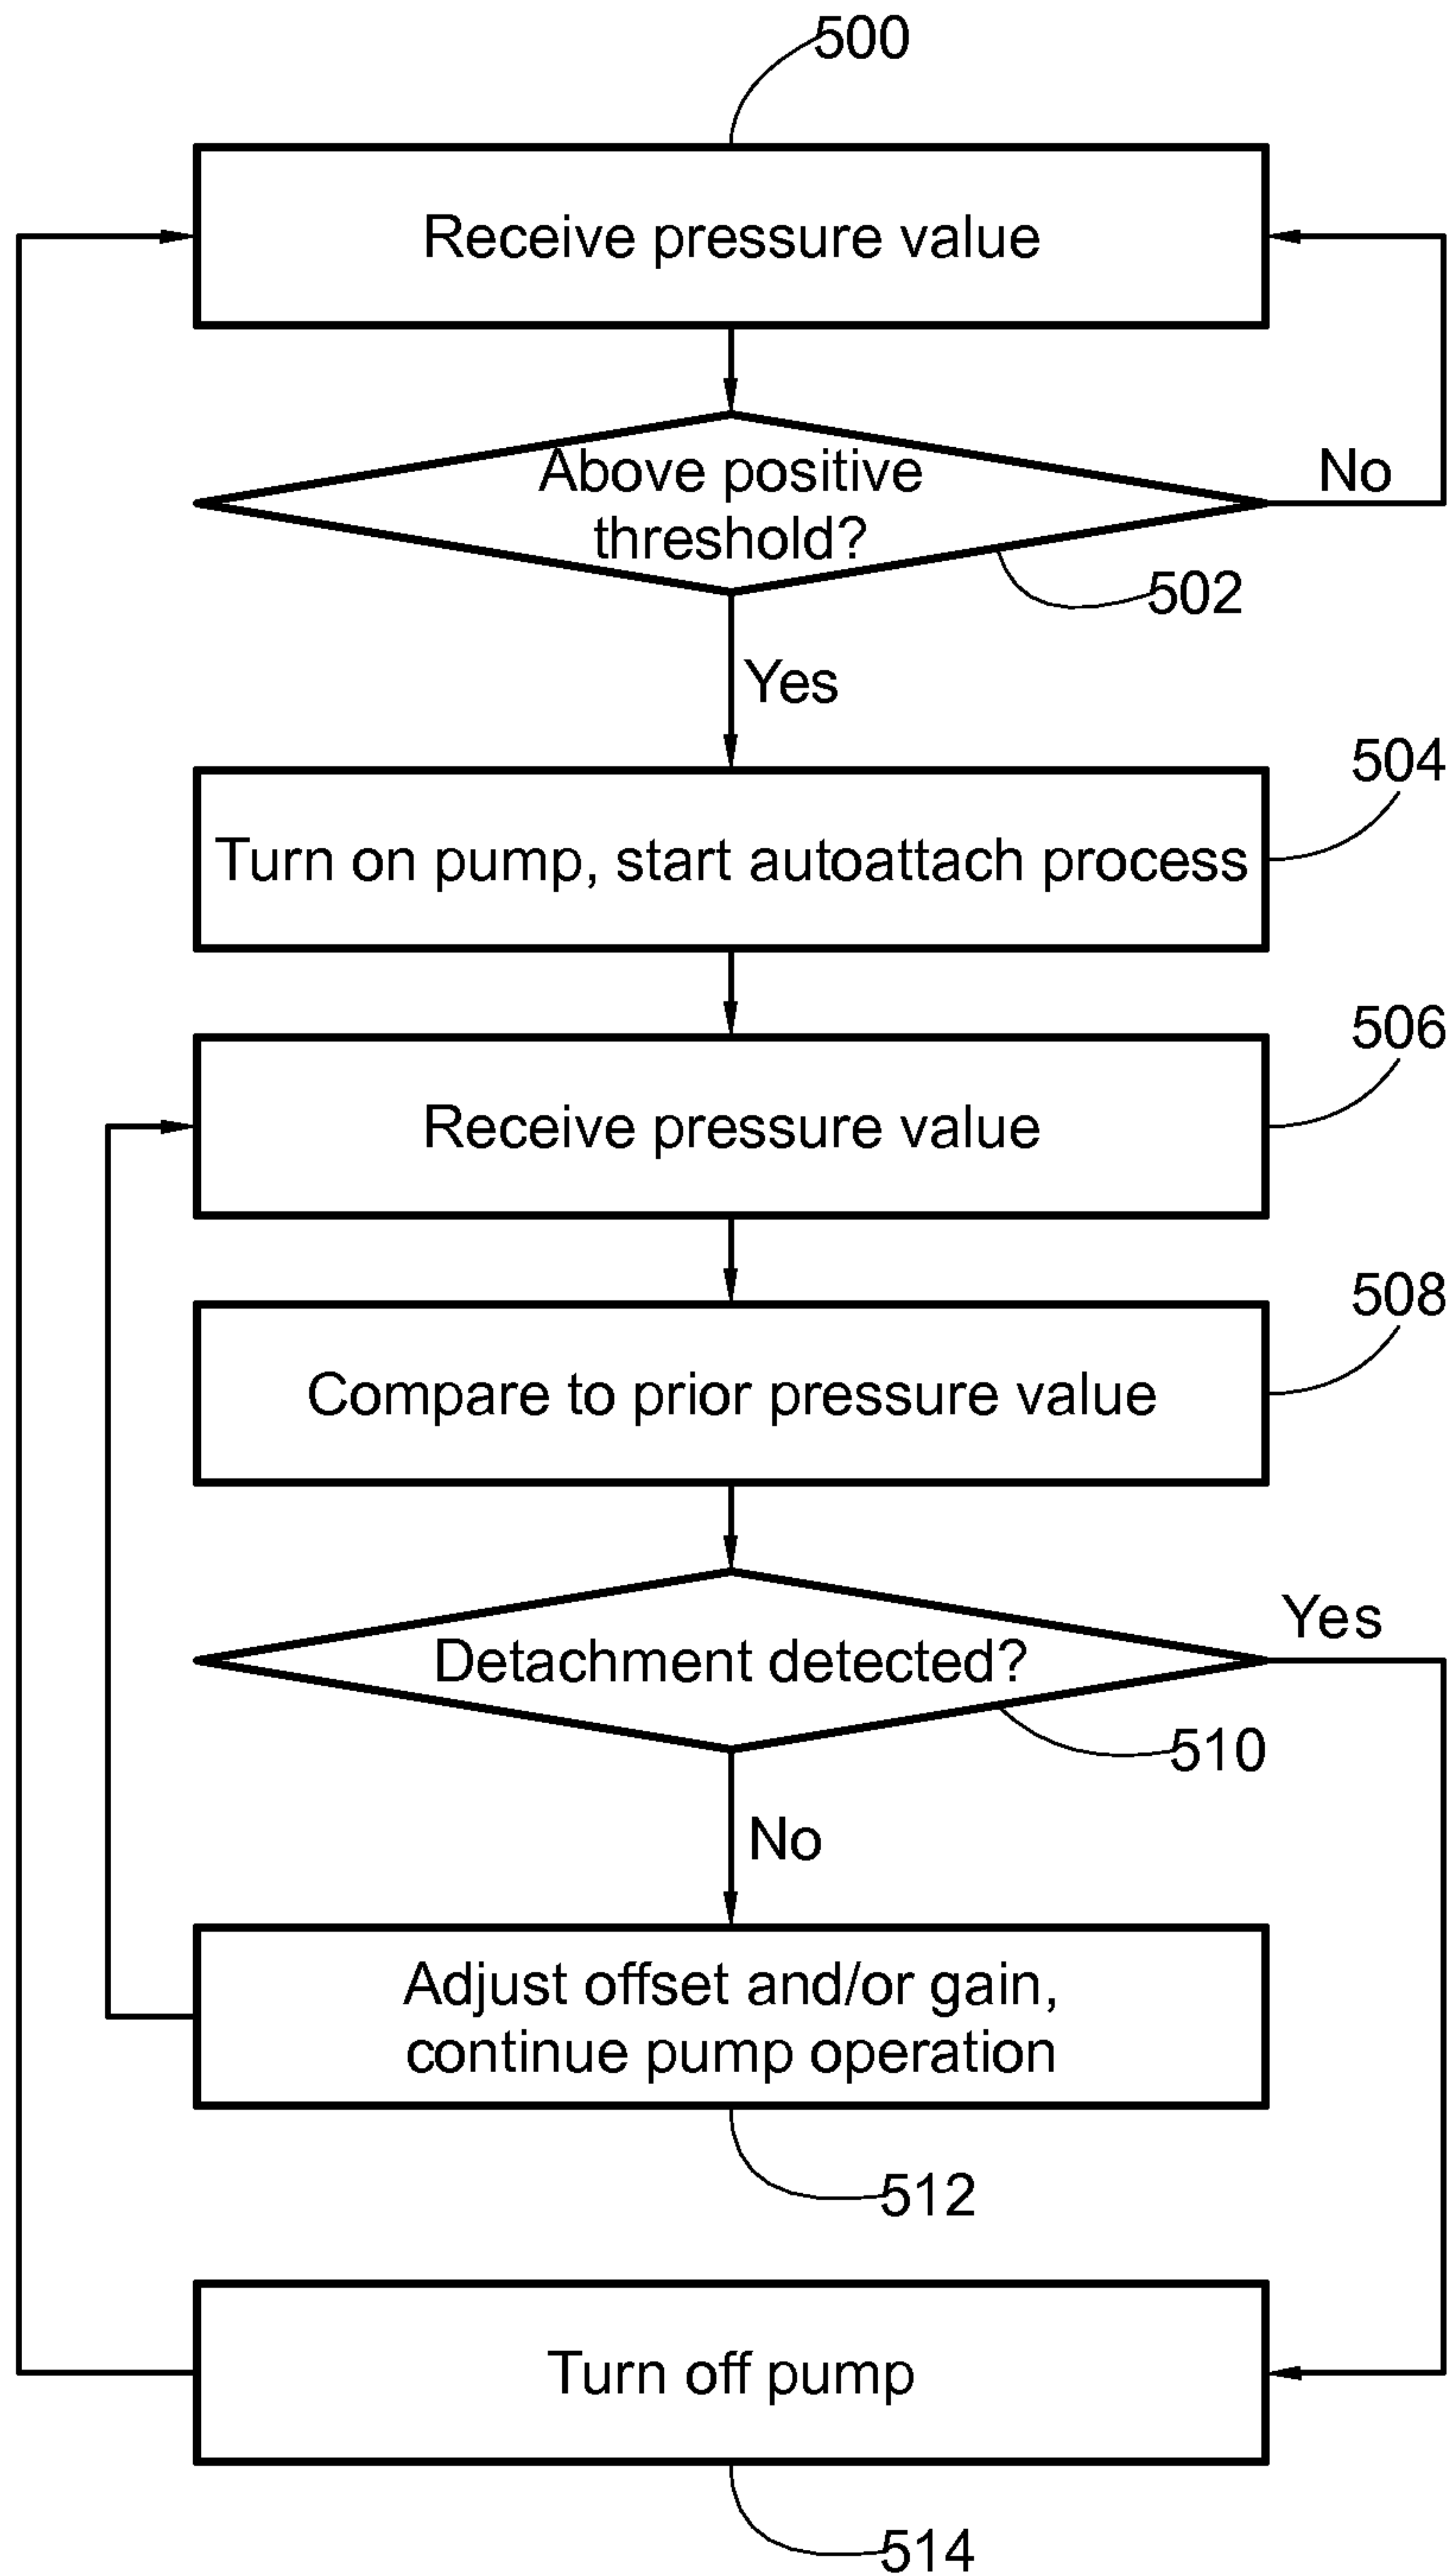 500
Receive pressure value
Above positive
threshold?
No
502
Yes
504
Turn on pump, start autoattach process
506
Receive pressure value
508
Compare to prior pressure value
Yes
Detachment detected?
510
No
Adjust offset and/or gain,
continue pump operation
512
Turn off pump
514